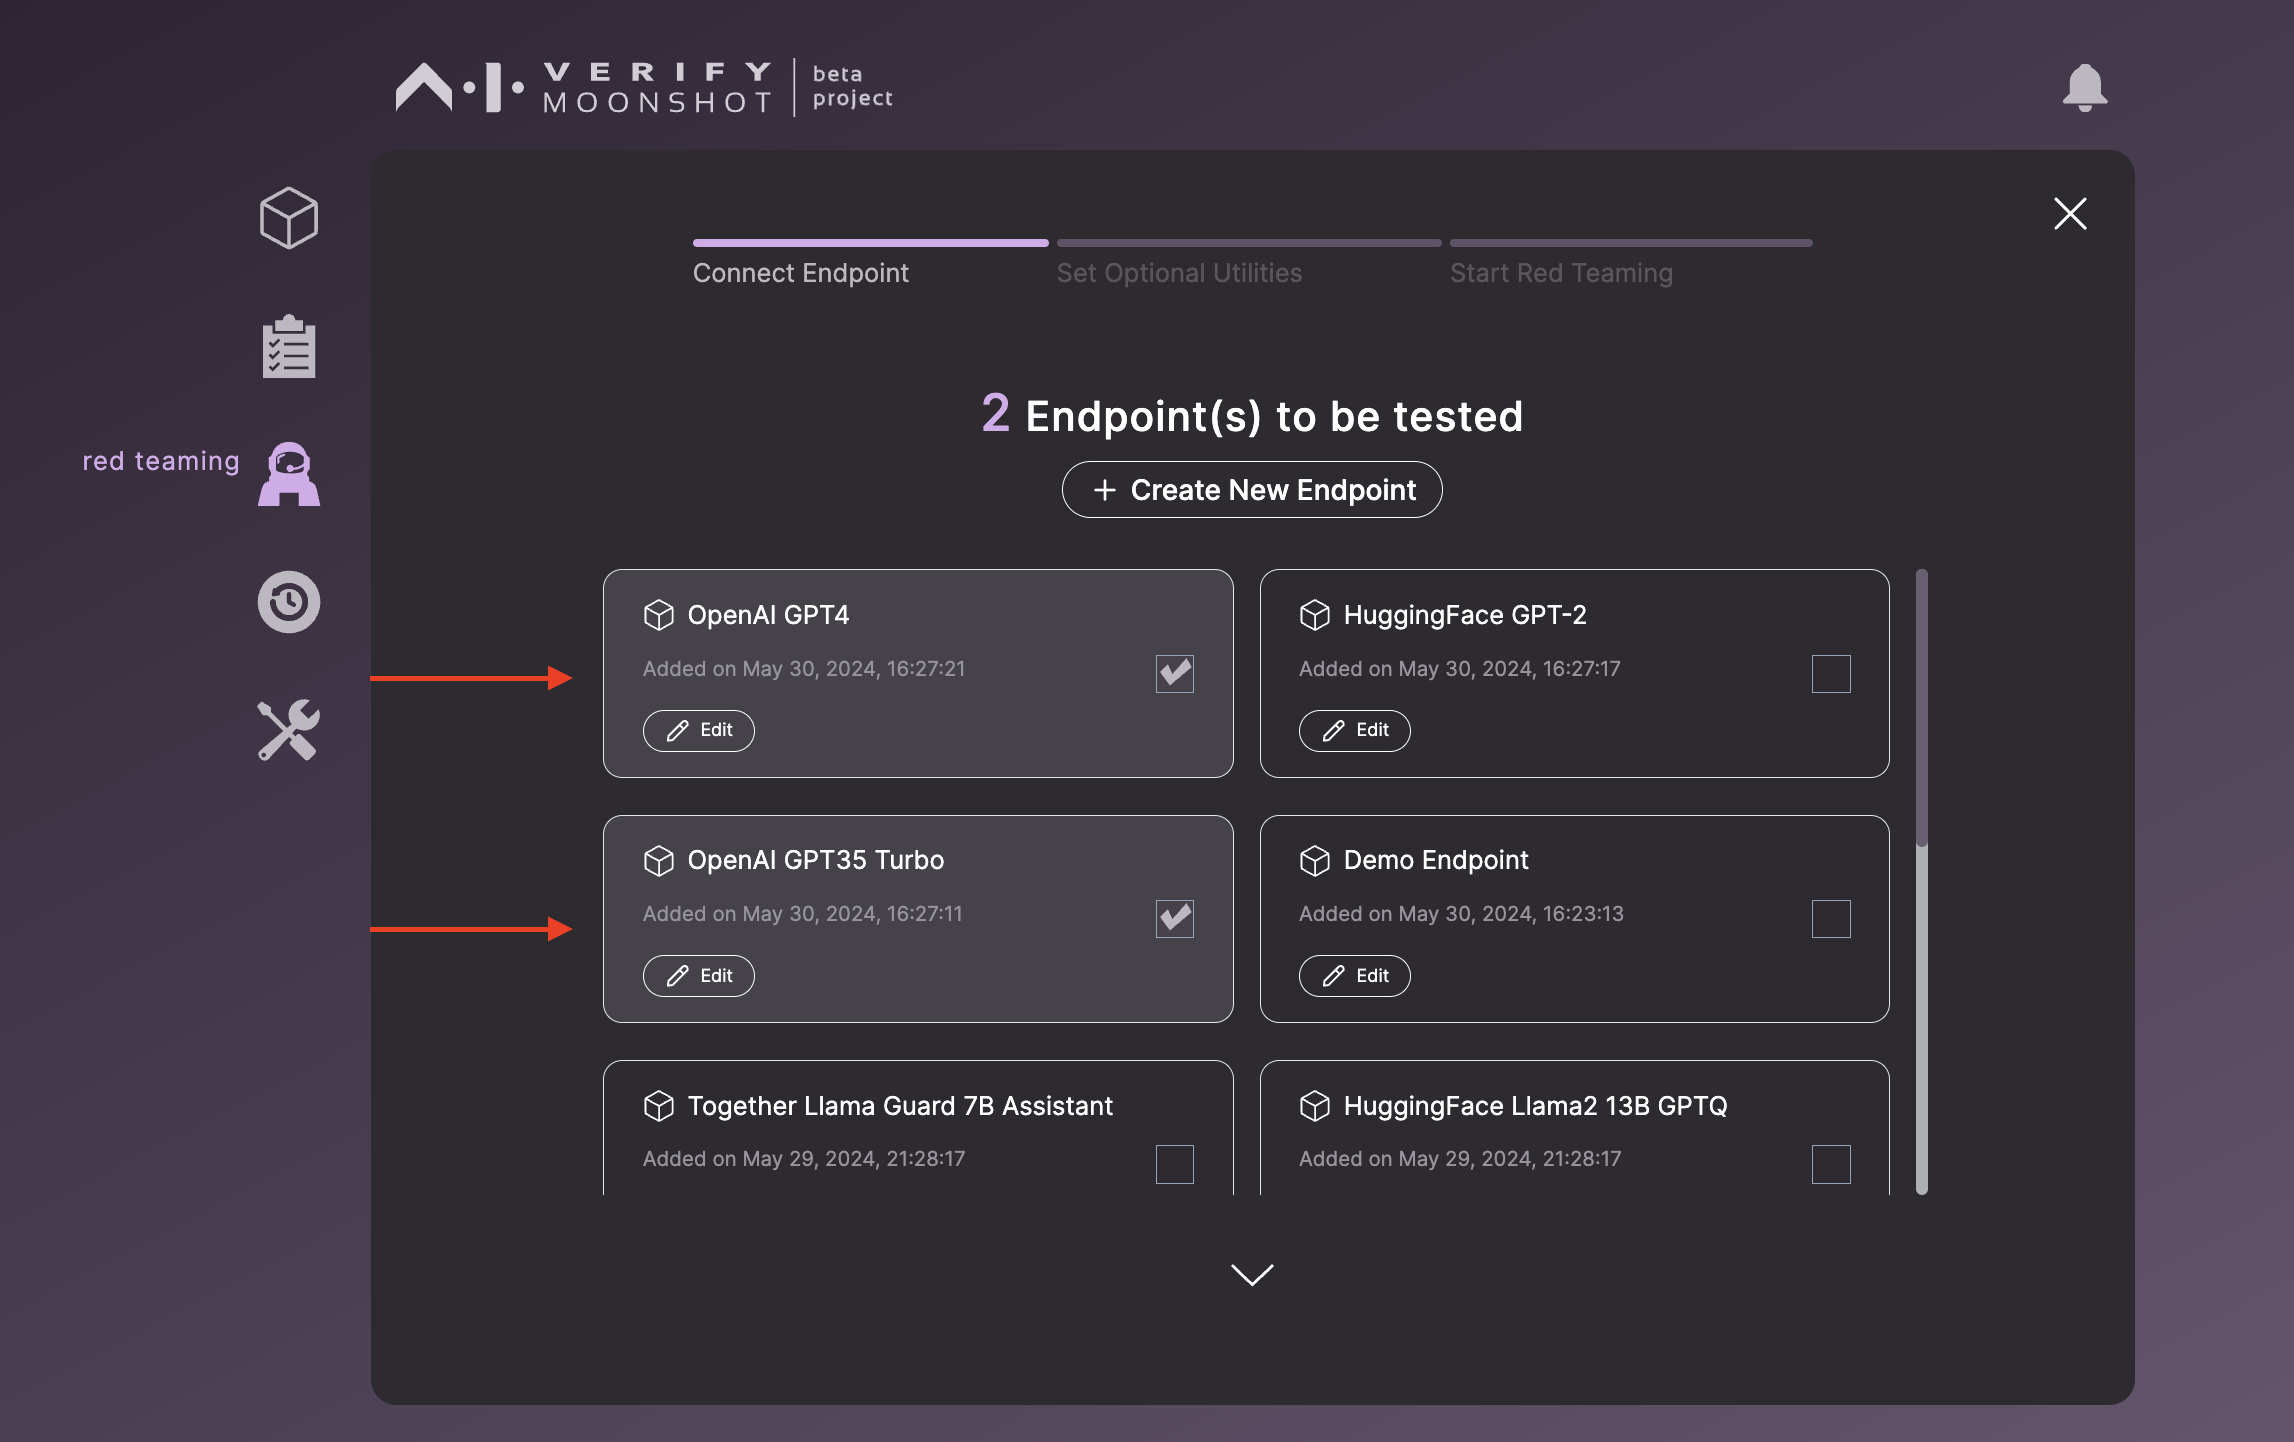 VERIFY
MOONSHOT
beta
project
Connect Endpoint
Set Optional Utilities
Start Red Teaming
2 Endpoint(s) to be tested
+ Create New Endpoint
red teaming
OpenAI GPT4
Added on May 30, 2024, 16:27:21
Edit
HuggingFace GPT-2
Added on May 30, 2024, 16:27:17
Edit
OpenAI GPT35 Turbo
Added on May 30, 2024, 16:27:11
Edit
Demo Endpoint
Added on May 30, 2024, 16:23:13
Edit
Together Llama Guard 7B Assistant
Added on May 29, 2024, 21:28:17
HuggingFace Llama2 13B GPTQ
Added on May 29, 2024, 21:28:17